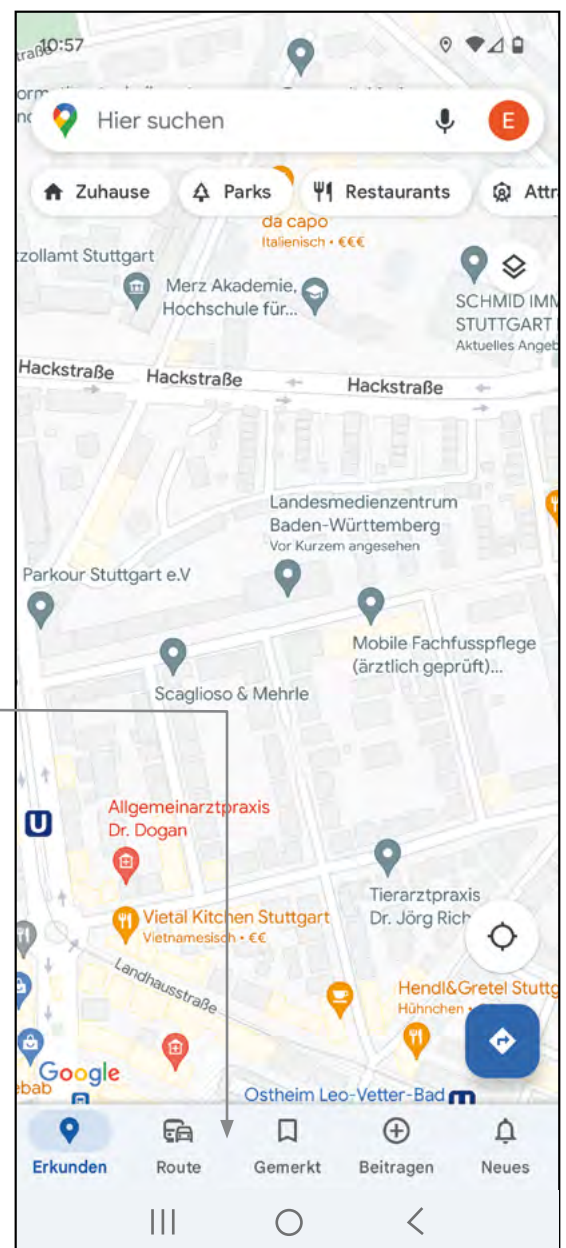 10:57
Hier suchen
E
Zuhause
Parks
Restaurants
Attr
da capo
Italienisch • €€€
tzollamt Stuttgart
Merz Akademie,
Hochschule für...
SCHMID IMM
STUTTGART
Aktuelles Angeb
Hackstraße
Hackstraße
Hackstraße
Landesmedienzentrum
Baden-Württemberg
Vor Kurzem angesehen
Parkour Stuttgart e.V
Mobile Fachfusspflege
(ärztlich geprüft)...
Scaglioso & Mehrle
U
Allgemeinarztpraxis
Dr. Dogan
Tierarztpraxis
Dr. Jörg Rich
Vietal Kitchen Stuttgart
Vietnamesisch • €€
Landhausstraße
Hendl&Gretel Stuttg
Hühnchen •
Google
ebab
Ostheim Leo-Vetter-Bad
Erkunden
Route
Gemerkt
Beitragen
Neues